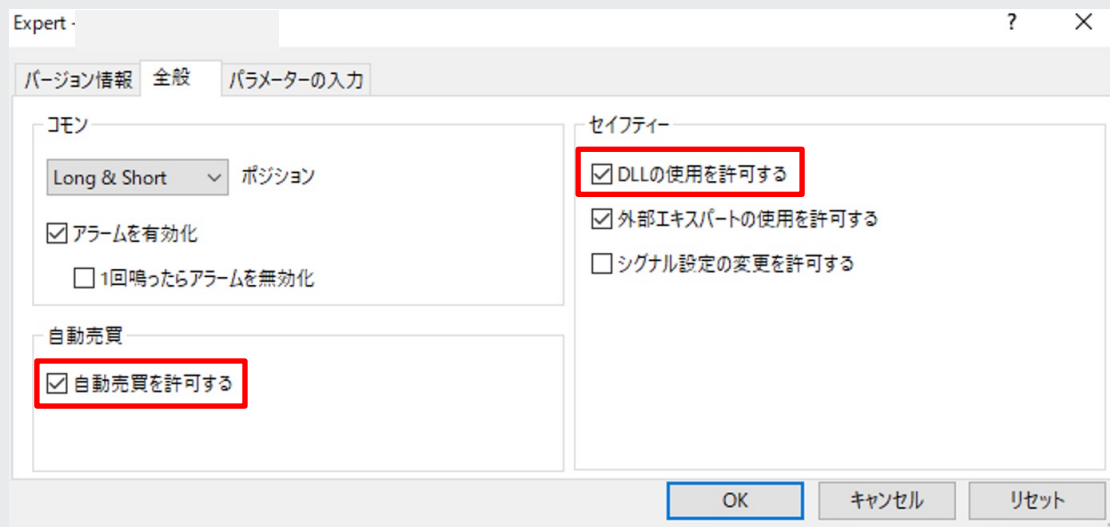 Expert -
?
バージョン情報 全般 パラメーターの入力
コモン
Long & Short ポジション
アラームを有効化
1回鳴ったらアラームを無効化
自動売買
自動売買を許可する
セイフティー
DLLの使用を許可する
外部エキスパートの使用を許可する
シグナル設定の変更を許可する
OK キャンセル リセット